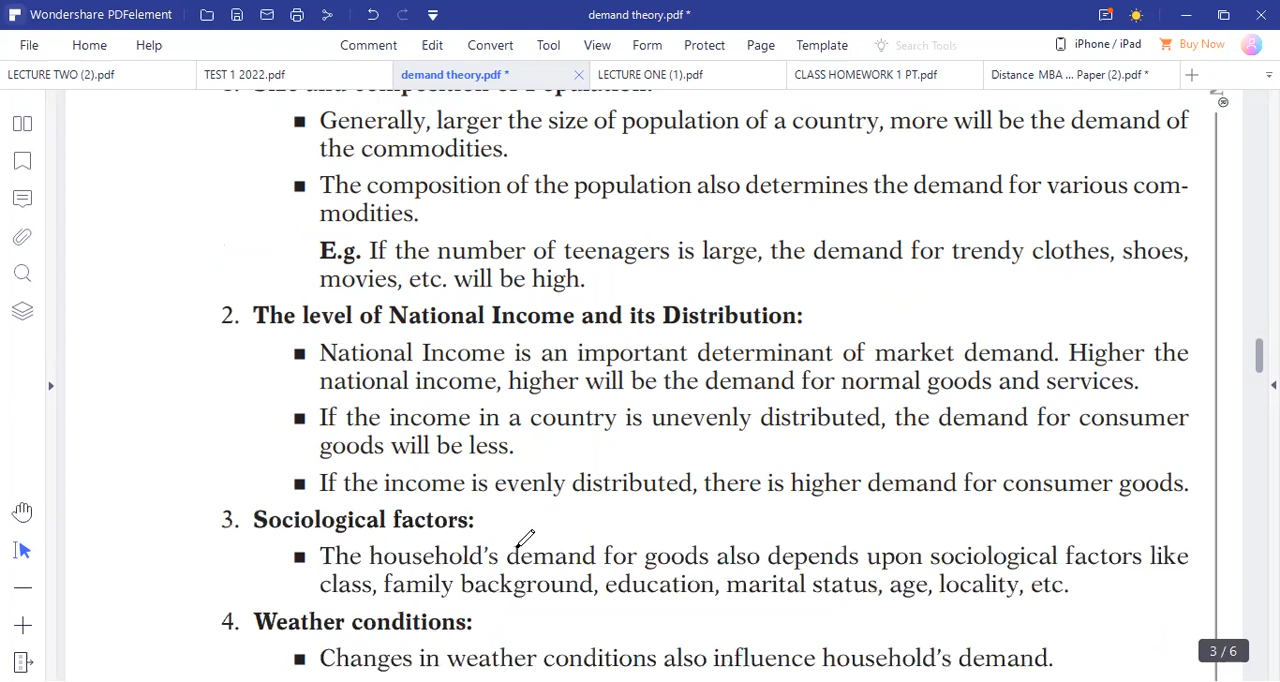 Wondershare PDFelement
demand theory.pdf *
File Home Help Comment Edit Convert Tool View Form Protect Page Template Search Tools iPhone / iPad Buy Now
LECTURE TWO (2).pdf TEST 1 2022.pdf demand theory.pdf * LECTURE ONE (1).pdf CLASS HOMEWORK 1 PT.pdf Distance MBA ... Paper (2).pdf *
■ Generally, larger the size of population of a country, more will be the demand of
the commodities.
■ The composition of the population also determines the demand for various com-
modities.
E.g. If the number of teenagers is large, the demand for trendy clothes, shoes,
movies, etc. will be high.
2. The level of National Income and its Distribution:
■ National Income is an important determinant of market demand. Higher the
national income, higher will be the demand for normal goods and services.
■ If the income in a country is unevenly distributed, the demand for consumer
goods will be less.
■ If the income is evenly distributed, there is higher demand for consumer goods.
3. Sociological factors:
■ The household's demand for goods also depends upon sociological factors like
class, family background, education, marital status, age, locality, etc.
4. Weather conditions:
■ Changes in weather conditions also influence household's demand.
3 / 6